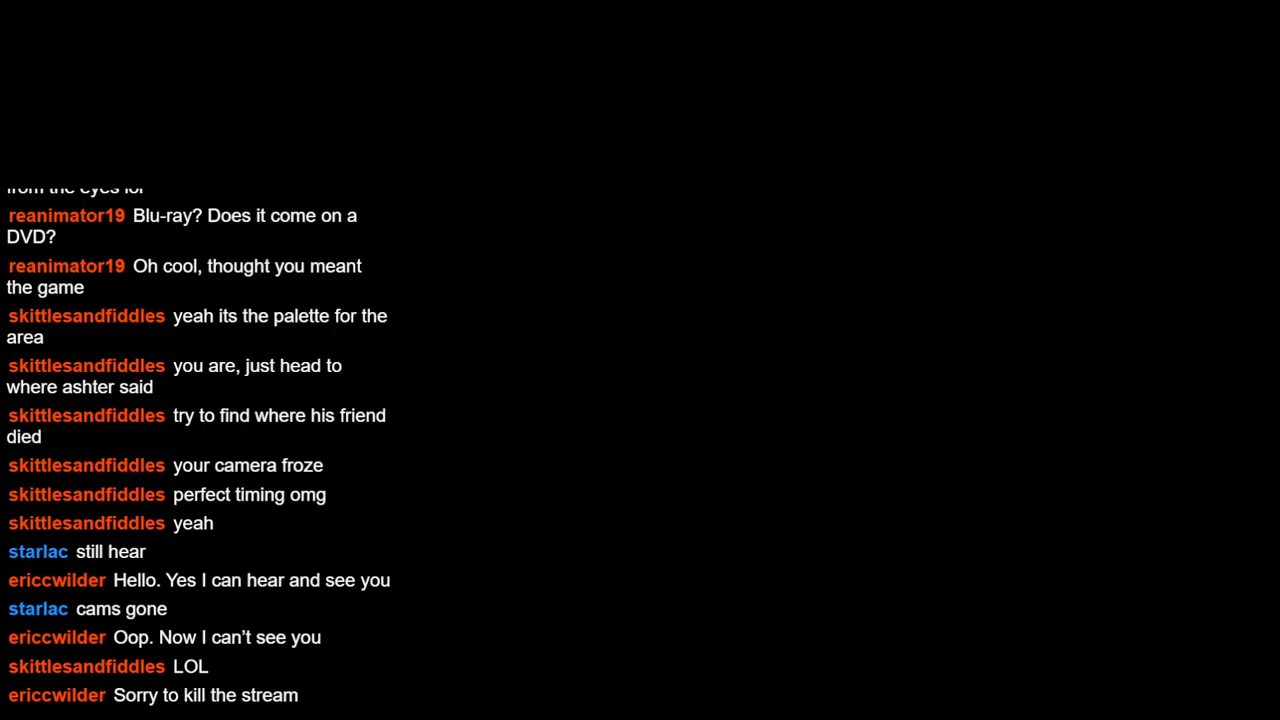 from the eyes lol
reanimator19 Blu-ray? Does it come on a
DVD?
reanimator19 Oh cool, thought you meant
the game
skittlesandfiddles yeah its the palette for the
area
skittlesandfiddles you are, just head to
where ashter said
skittlesandfiddles try to find where his friend
died
skittlesandfiddles your camera froze
skittlesandfiddles perfect timing omg
skittlesandfiddles yeah
starlac still hear
ericcwilder Hello. Yes I can hear and see you
starlac cams gone
ericcwilder Oop. Now I can’t see you
skittlesandfiddles LOL
ericcwilder Sorry to kill the stream